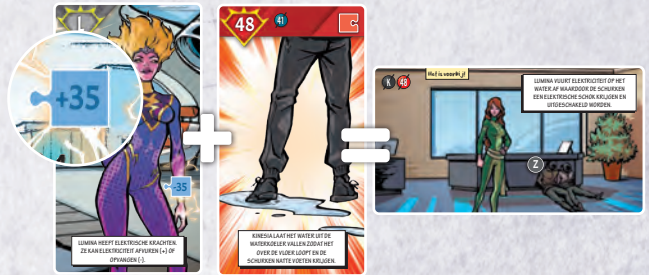 L
+35
-35
LUMINA HEEFT ELEKTRISCHE KRACHTEN.
ZE KAN ELEKTRICITEIT AFVUREN (+) OF
OPVANGEN (-).
+
48
41
KINESIA LAAT HET WATER UIT DE
WATERKOELER VALLEN ZODAT HET
OVER DE VLOER LOOPT EN DE
SCHURKEN NATTE VOETEN KRIJGEN.
=
K 48
Het is voorbij!
LUMINA VUURT ELEKTRICITEIT OP HET
WATER AF WAARDOOR DE SCHURKEN
EEN ELEKTRISCHE SCHOK KRIJGEN EN
UITGESCHAKELD WORDEN.
Z